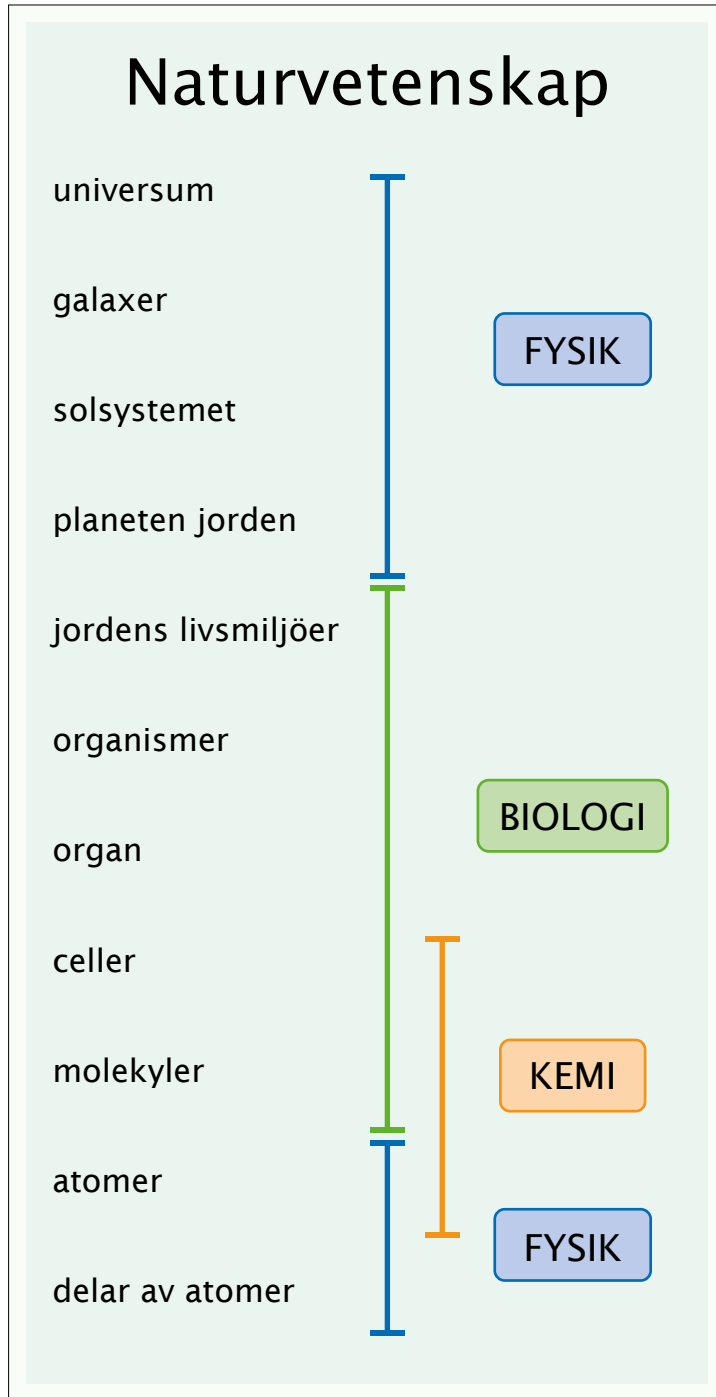 Naturvetenskap
universum
galaxer
FYSIK
solsystemet
planeten jorden
jordens livsmiljöer
organismer
BIOLOGI
organ
celler
molekyler
KEMI
atomer
FYSIK
delar av atomer